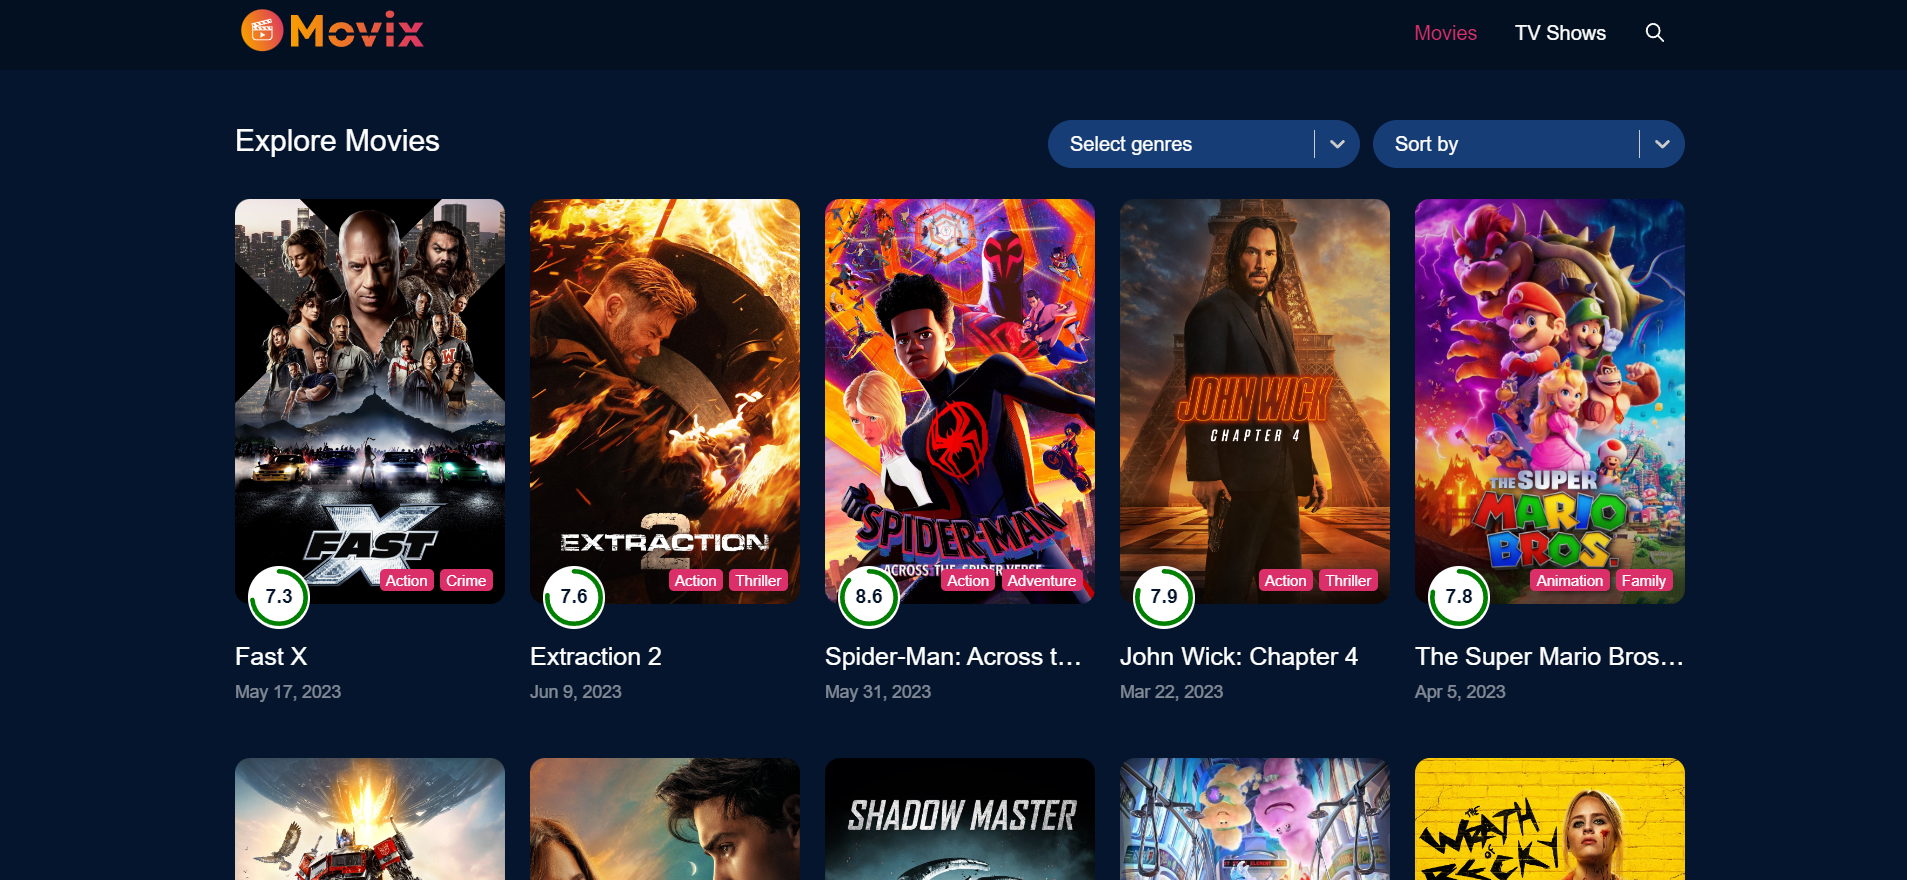 Movix
Movies
TV Shows
Explore Movies
Select genres
Sort by
FAST X
7.3
Action
Crime
Fast X
May 17, 2023
EXTRACTION 2
7.6
Action
Thriller
Extraction 2
Jun 9, 2023
SPIDER-MAN
ACROSS THE SPIDER-VERSE
8.6
Action
Adventure
Spider-Man: Across t...
May 31, 2023
JOHN WICK
CHAPTER 4
7.9
Action
Thriller
John Wick: Chapter 4
Mar 22, 2023
THE SUPER
MARIO
BROS.
7.8
Animation
Family
The Super Mario Bros...
Apr 5, 2023
SHADOW MASTER
THE
WRATH
OF
BECKY